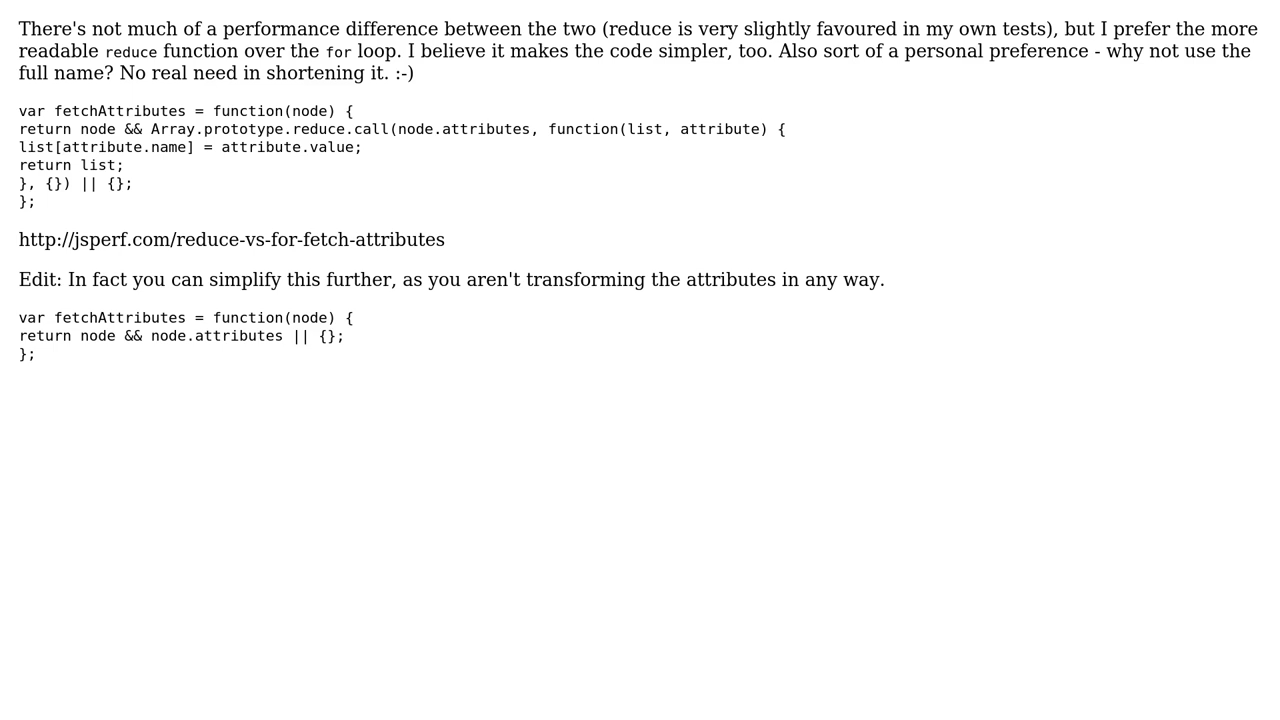 There's not much of a performance difference between the two (reduce is very slightly favoured in my own tests), but I prefer the more
readable reduce function over the for loop. I believe it makes the code simpler, too. Also sort of a personal preference - why not use the
full name? No real need in shortening it. :-)
var fetchAttributes = function(node) {
return node && Array.prototype.reduce.call(node.attributes, function(list, attribute) {
list[attribute.name] = attribute.value;
return list;
}, {}) || {};
};
http://jsperf.com/reduce-vs-for-fetch-attributes
Edit: In fact you can simplify this further, as you aren't transforming the attributes in any way.
var fetchAttributes = function(node) {
return node && node.attributes || {};
};